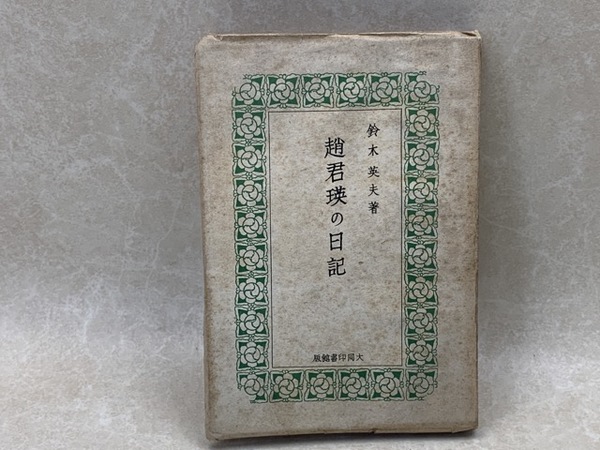 鈴木英夫著
趙君瑛の日記
版館書印同大